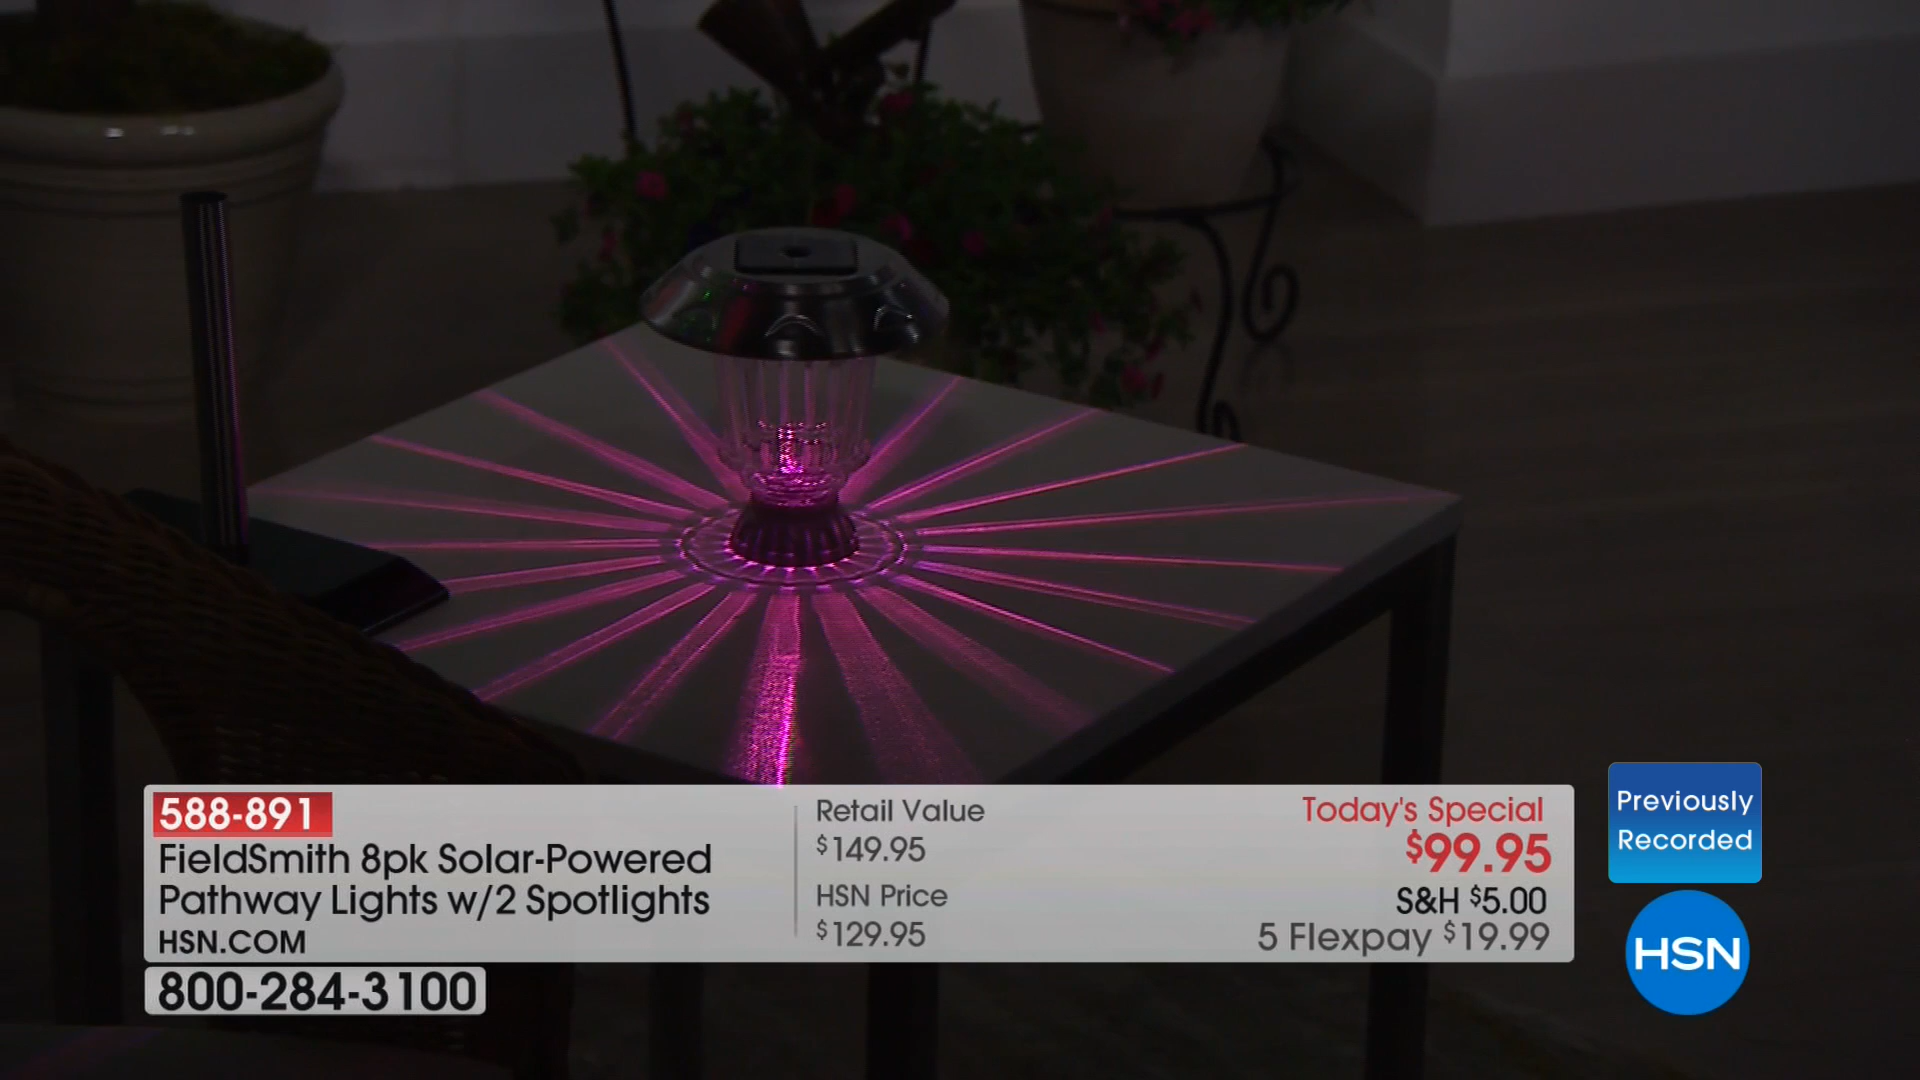 588-891
FieldSmith 8pk Solar-Powered
Pathway Lights w/2 Spotlights
HSN.COM
800-284-3100
Retail Value
$149.95
HSN Price
$129.95
Today's Special
$99.95
S&H $5.00
5 Flexpay $19.99
Previously
Recorded
HSN